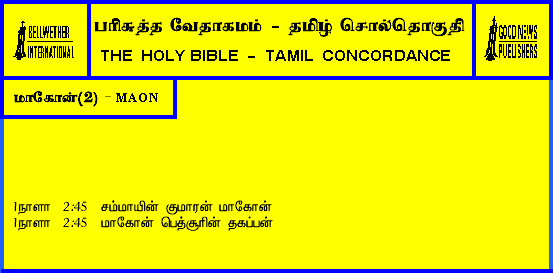 BELLWETHER
INTERNATIONAL
பரிசுத்த வேதாகமம் - தமிழ் சொல்தொகுதி
THE HOLY BIBLE - TAMIL CONCORDANCE
GOOD NEWS
PUBLISHERS
மாகோன்(2) - MAON
1நாளா 2:45 சம்மாயின் குமாரன் மாகோன்
1நாளா 2:45 மாகோன் பெத்சூரின் தகப்பன்